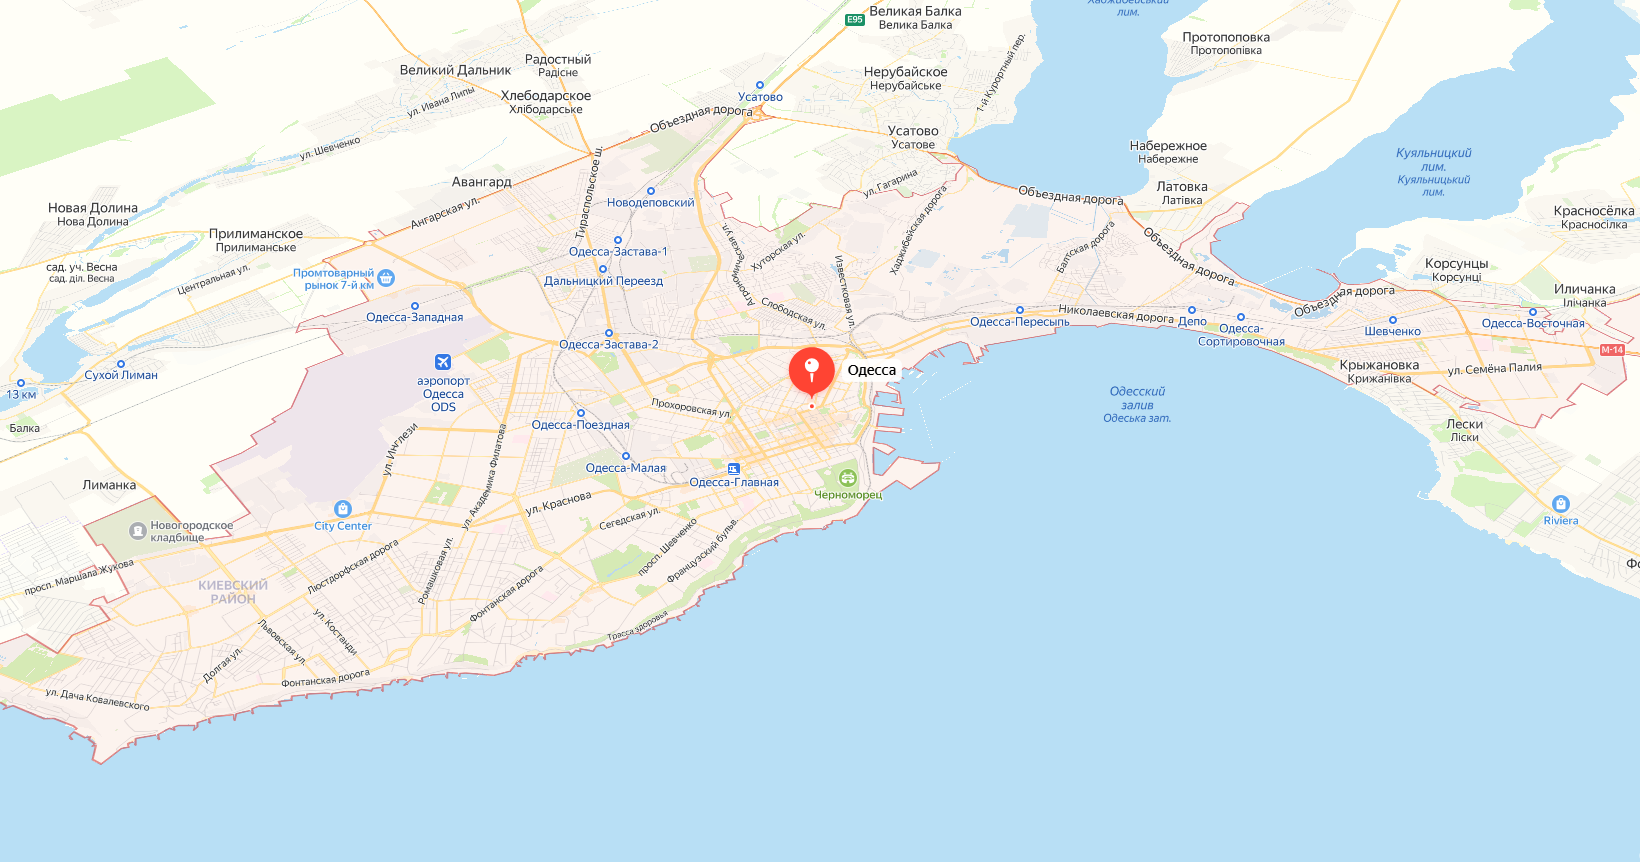 Хаджибейський
лим.
Великая Балка
Велика Балка
E95
Протопоповка
Протопопівка
Радостный
Радісне
Великий Дальник
Нерубайское
Нерубайське
1-й Курортный пер.
Хлебодарское
Хлібодарське
ул. Ивана Липы
Усатово
Объездная дорога
Усатово
Усатове
ул. Шевченко
Набережное
Набережне
Куяльницкий
лим.
Куяльницький
лим.
Авангард
Тираспольское ш.
ул. Гагарина
Латовка
Латівка
Объездная дорога
Новодеповский
Новая Долина
Нова Долина
Ангарская ул.
Красносёлка
Красносілка
Прилиманское
Прилиманське
Одесса-Застава-1
Хуторская ул.
Агрономическая ул.
Хаджибейская дорога
Балтская дорога
Объездная дорога
сад. уч. Весна
сад. діл. Весна
Центральная ул.
Промтоварный
рынок 7-й км
Дальницкий Переезд
Известковая ул.
Корсунцы
Корсунці
Иличанка
Ілічанка
Объездная дорога
Одесса-Западная
Слободская ул.
Одесса-Пересыпь
Николаевская дорога
Депо
Одесса-
Сортировочная
Шевченко
Одесса-Восточная
Одесса-Застава-2
M-14
Сухой Лиман
аэропорт
Одесса
ODS
Одесса
Крыжановка
Крижанівка
ул. Семёна Палия
13 км
Одесский
залив
Одеська зат.
Прохоровская ул.
Балка
Одесса-Поездная
Лески
Ліски
ул. Инглези
ул. Академика Филатова
Одесса-Малая
Одесса-Главная
Черноморец
Лиманка
ул. Краснова
Сегедская ул.
Riviera
City Center
Новогородское
кладбище
просп. Шевченко
Французский бульв.
просп. Маршала Жукова
Люстдорфская дорога
Ромашковая ул.
Фонтанская дорога
КИЕВСКИЙ
РАЙОН
ул. Костанди
Трасса здоровья
Львовская ул.
Долгая ул.
Фонтанская дорога
ул. Дача Ковалевского